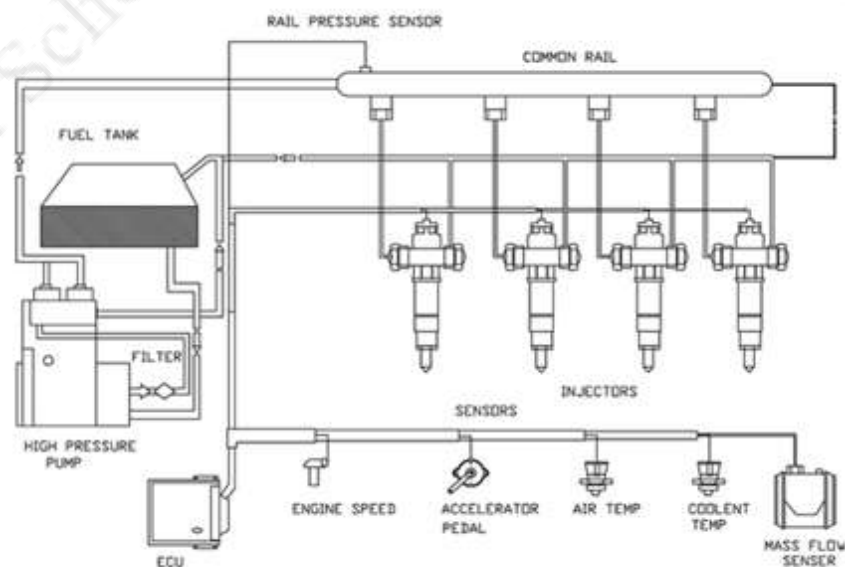 RAIL PRESSURE SENSOR
COMMON RAIL
FUEL TANK
FILTER
INJECTORS
SENSORS
HIGH PRESSURE
PUMP
ENGINE SPEED
ACCELERATOR
PEDAL
AIR TEMP
COOLENT
TEMP
MASS FLOW
SENSER
ECU